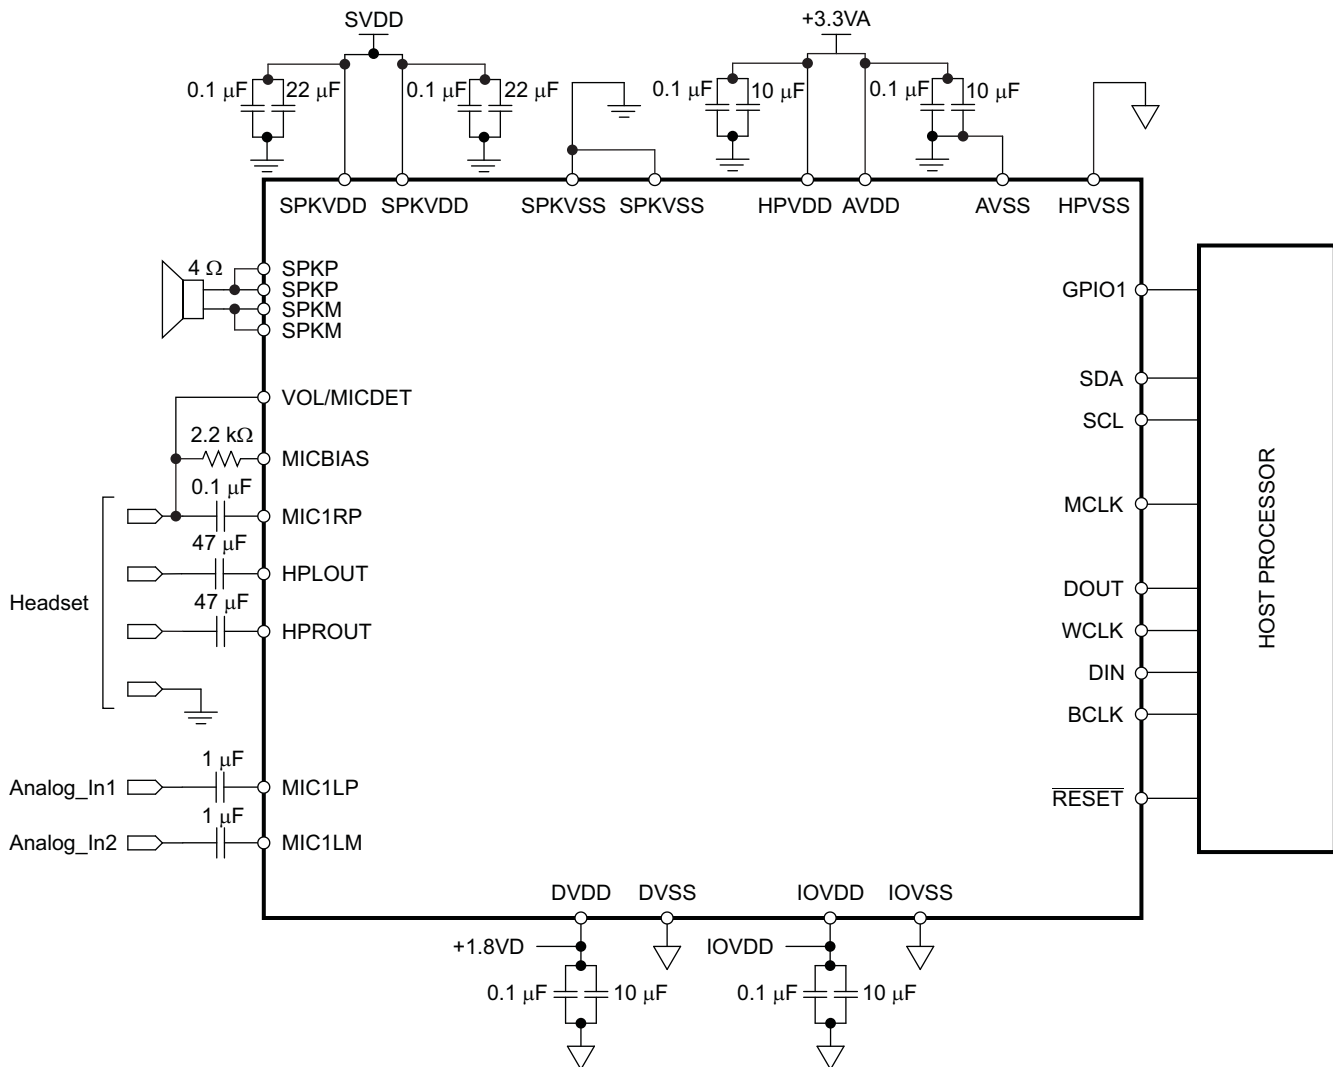 SVDD
+3.3VA
0.1 μF 22 μF 0.1 μF 22 μF 0.1 μF 10 μF 0.1 μF 10 μF
SPKVDD SPKVDD SPKVSS SPKVSS HPVDD AVDD AVSS HPVSS
4 Ω
SPKP
SPKP
SPKM
SPKM
VOL/MICDET
2.2 kΩ
MICBIAS
0.1 μF
MIC1RP
47 μF
HPLOUT
47 μF
Headset
HPROUT
1 μF
Analog_In1 MIC1LP
1 μF
Analog_In2 MIC1LM
GPIO1
SDA
SCL
MCLK
DOUT
WCLK
DIN
BCLK
RESET
HOST PROCESSOR
DVDD DVSS IOVDD IOVSS
+1.8VD IOVDD
0.1 μF 10 μF 0.1 μF 10 μF